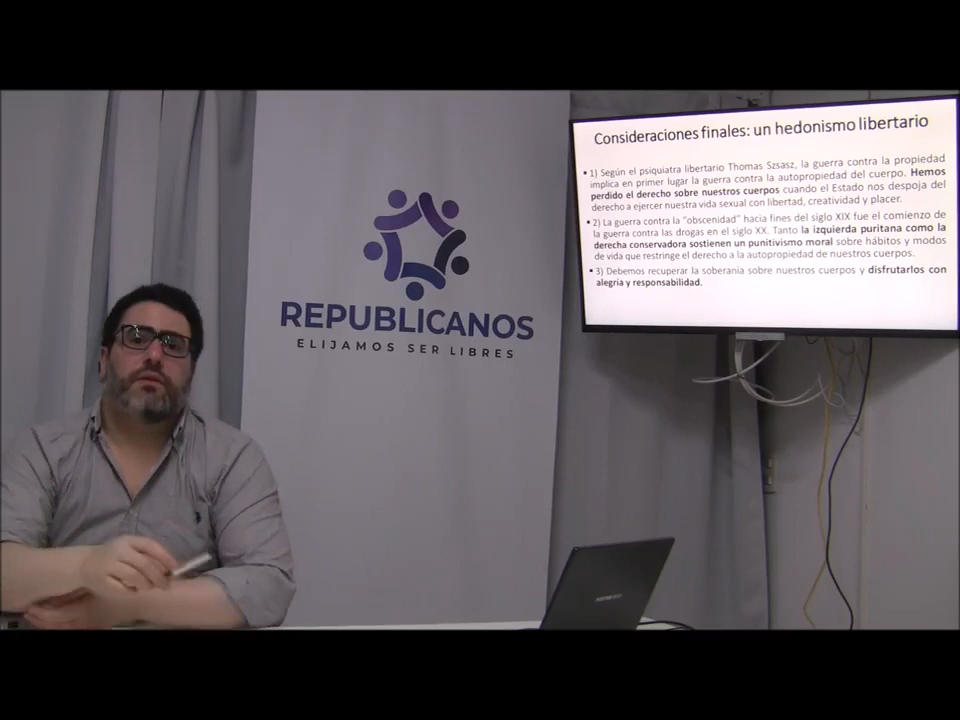 REPUBLICANOS
ELIJAMOS SER LIBRES
Consideraciones finales: un hedonismo libertario
• 1) Según el psiquiatra libertario Thomas Szsasz, la guerra contra la propiedad
implica en primer lugar la guerra contra la autopropiedad del cuerpo. Hemos
perdido el derecho sobre nuestros cuerpos cuando el Estado nos despoja del
derecho a ejercer nuestra vida sexual con libertad, creatividad y placer.
• 2) La guerra contra la "obscenidad" hacia fines del siglo XIX fue el comienzo de
la guerra contra las drogas en el siglo XX. Tanto la izquierda puritana como la
derecha conservadora sostienen un punitivismo moral sobre hábitos y modos
de vida que restringe el derecho a la autopropiedad de nuestros cuerpos.
• 3) Debemos recuperar la soberanía sobre nuestros cuerpos y disfrutarlos con
alegría y responsabilidad.